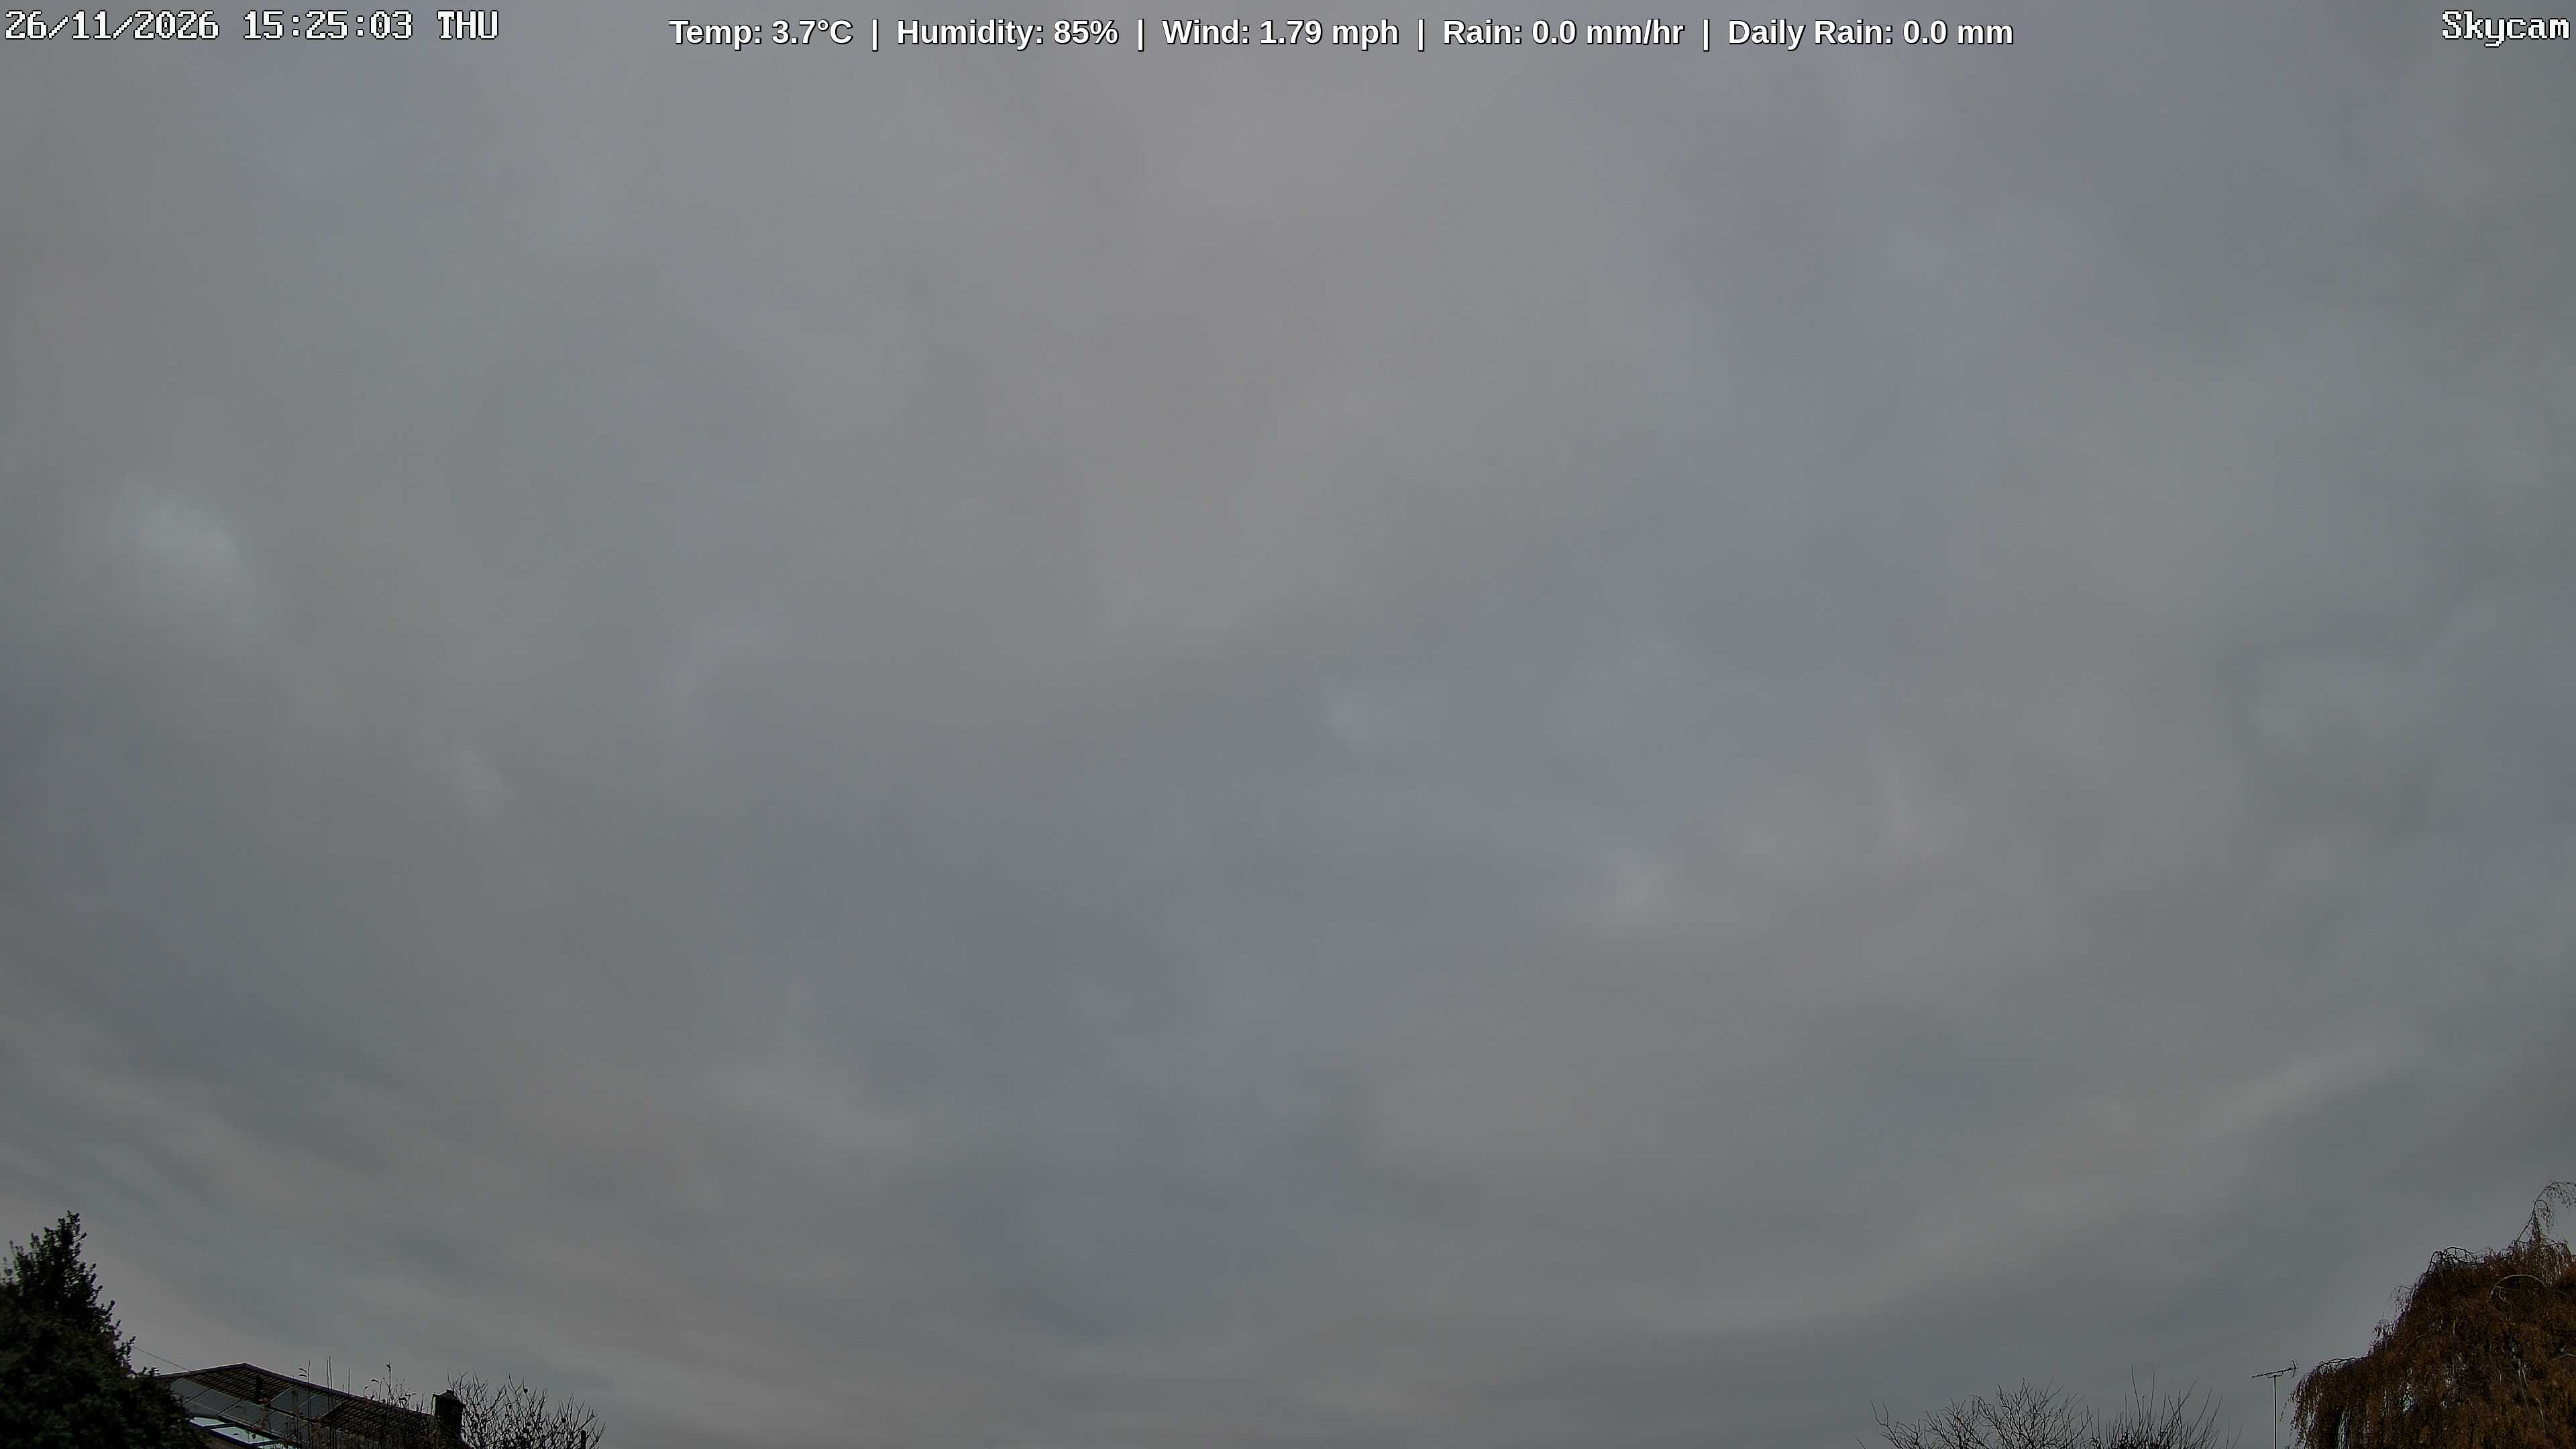 26/11/2026 15:25:03 THU
Temp: 3.7°C | Humidity: 85% | Wind: 1.79 mph | Rain: 0.0 mm/hr | Daily Rain: 0.0 mm
Skycam